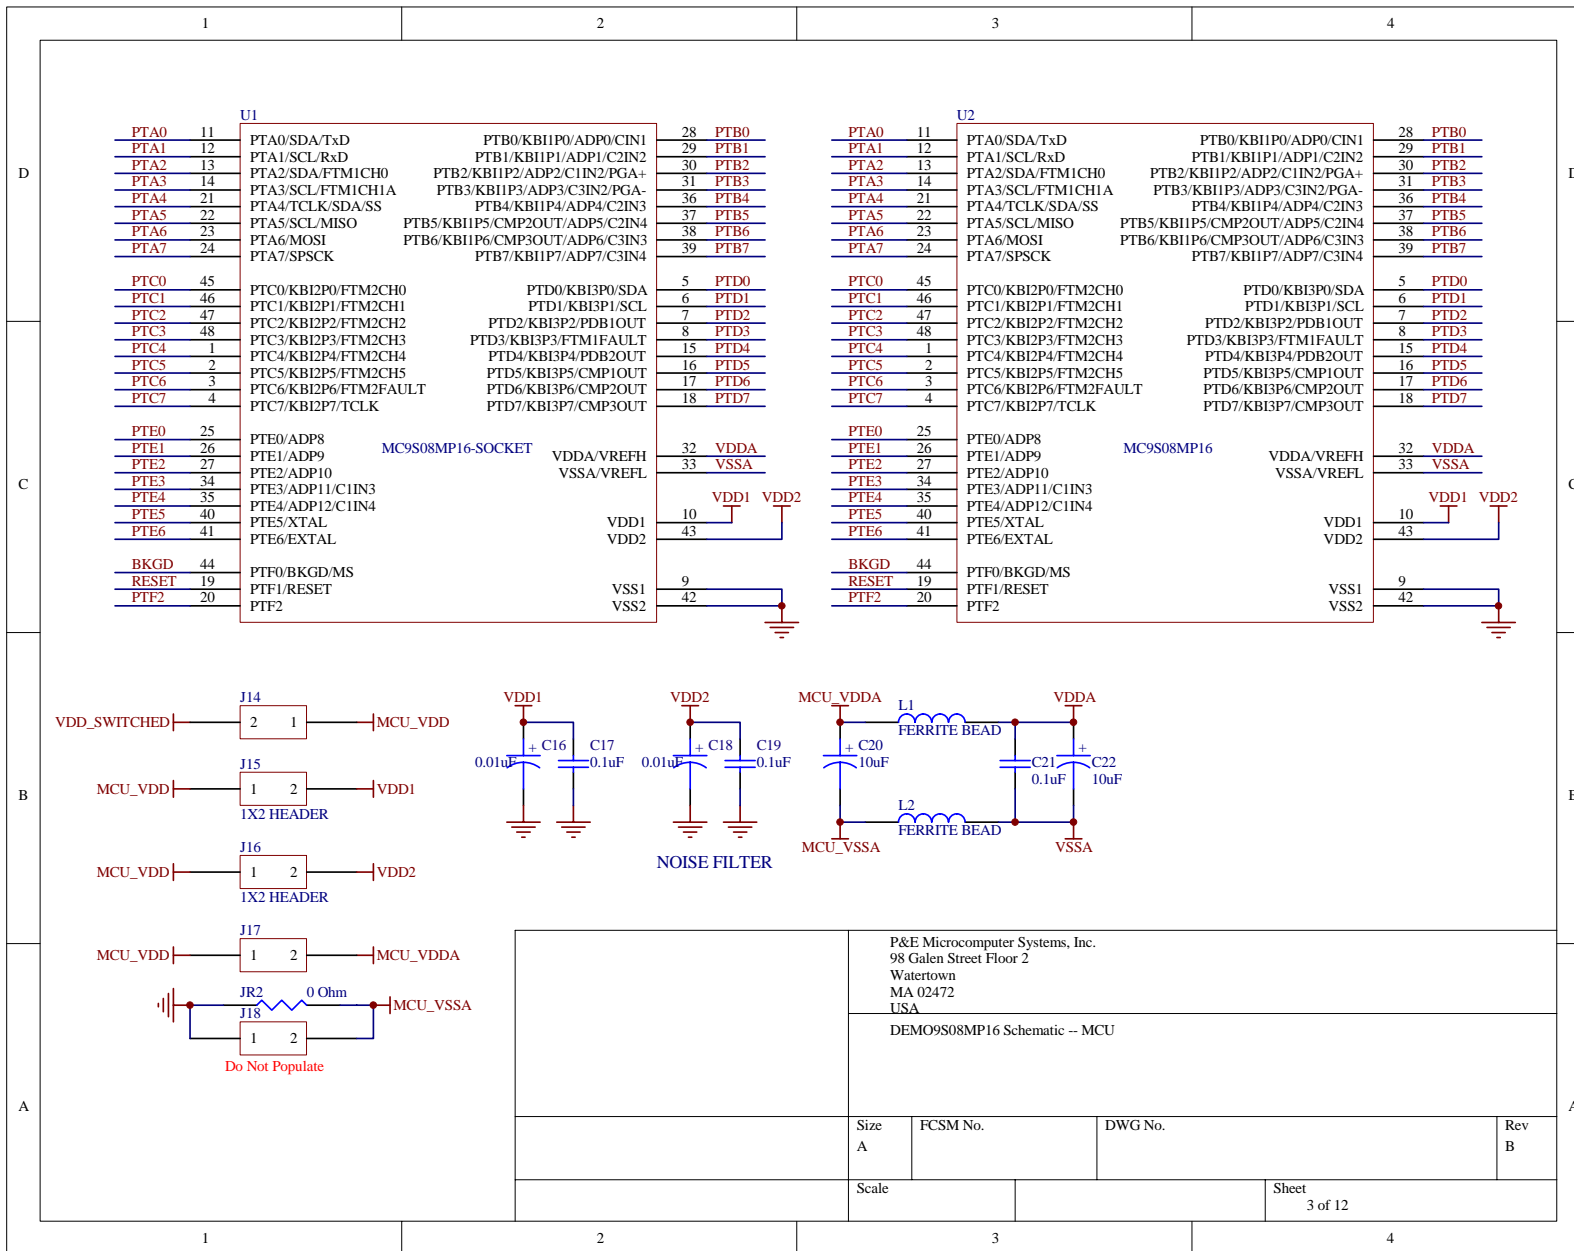 1 2 3 4
D D
C C
B B
A A
U1
PTA0 11 PTA0/SDA/TxD PTB0/KBI1P0/ADP0/CIN1 28 PTB0
PTA1 12 PTA1/SCL/RxD PTB1/KBI1P1/ADP1/C2IN2 29 PTB1
PTA2 13 PTA2/SDA/FTM1CH0 PTB2/KBI1P2/ADP2/C1IN2/PGA+ 30 PTB2
PTA3 14 PTA3/SCL/FTM1CH1A PTB3/KBI1P3/ADP3/C3IN2/PGA- 31 PTB3
PTA4 21 PTA4/TCLK/SDA/SS PTB4/KBI1P4/ADP4/C2IN3 36 PTB4
PTA5 22 PTA5/SCL/MISO PTB5/KBI1P5/CMP2OUT/ADP5/C2IN4 37 PTB5
PTA6 23 PTA6/MOSI PTB6/KBI1P6/CMP3OUT/ADP6/C3IN3 38 PTB6
PTA7 24 PTA7/SPSCK PTB7/KBI1P7/ADP7/C3IN4 39 PTB7
PTC0 45 PTC0/KBI2P0/FTM2CH0 PTD0/KBI3P0/SDA 5 PTD0
PTC1 46 PTC1/KBI2P1/FTM2CH1 PTD1/KBI3P1/SCL 6 PTD1
PTC2 47 PTC2/KBI2P2/FTM2CH2 PTD2/KBI3P2/PDB1OUT 7 PTD2
PTC3 48 PTC3/KBI2P3/FTM2CH3 PTD3/KBI3P3/FTM1FAULT 8 PTD3
PTC4 1 PTC4/KBI2P4/FTM2CH4 PTD4/KBI3P4/PDB2OUT 15 PTD4
PTC5 2 PTC5/KBI2P5/FTM2CH5 PTD5/KBI3P5/CMP1OUT 16 PTD5
PTC6 3 PTC6/KBI2P6/FTM2FAULT PTD6/KBI3P6/CMP2OUT 17 PTD6
PTC7 4 PTC7/KBI2P7/TCLK PTD7/KBI3P7/CMP3OUT 18 PTD7
PTE0 25 PTE0/ADP8
PTE1 26 PTE1/ADP9 MC9S08MP16-SOCKET VDDA/VREFH 32 VDDA
PTE2 27 PTE2/ADP10 VSSA/VREFL 33 VSSA
PTE3 34 PTE3/ADP11/C1IN3
PTE4 35 PTE4/ADP12/C1IN4 VDD1 VDD2
PTE5 40 PTE5/XTAL VDD1 10
PTE6 41 PTE6/EXTAL VDD2 43
BKGD 44 PTF0/BKGD/MS
RESET 19 PTF1/RESET VSS1 9
PTF2 20 PTF2 VSS2 42
U2
PTA0 11 PTA0/SDA/TxD PTB0/KBI1P0/ADP0/CIN1 28 PTB0
PTA1 12 PTA1/SCL/RxD PTB1/KBI1P1/ADP1/C2IN2 29 PTB1
PTA2 13 PTA2/SDA/FTM1CH0 PTB2/KBI1P2/ADP2/C1IN2/PGA+ 30 PTB2
PTA3 14 PTA3/SCL/FTM1CH1A PTB3/KBI1P3/ADP3/C3IN2/PGA- 31 PTB3
PTA4 21 PTA4/TCLK/SDA/SS PTB4/KBI1P4/ADP4/C2IN3 36 PTB4
PTA5 22 PTA5/SCL/MISO PTB5/KBI1P5/CMP2OUT/ADP5/C2IN4 37 PTB5
PTA6 23 PTA6/MOSI PTB6/KBI1P6/CMP3OUT/ADP6/C3IN3 38 PTB6
PTA7 24 PTA7/SPSCK PTB7/KBI1P7/ADP7/C3IN4 39 PTB7
PTC0 45 PTC0/KBI2P0/FTM2CH0 PTD0/KBI3P0/SDA 5 PTD0
PTC1 46 PTC1/KBI2P1/FTM2CH1 PTD1/KBI3P1/SCL 6 PTD1
PTC2 47 PTC2/KBI2P2/FTM2CH2 PTD2/KBI3P2/PDB1OUT 7 PTD2
PTC3 48 PTC3/KBI2P3/FTM2CH3 PTD3/KBI3P3/FTM1FAULT 8 PTD3
PTC4 1 PTC4/KBI2P4/FTM2CH4 PTD4/KBI3P4/PDB2OUT 15 PTD4
PTC5 2 PTC5/KBI2P5/FTM2CH5 PTD5/KBI3P5/CMP1OUT 16 PTD5
PTC6 3 PTC6/KBI2P6/FTM2FAULT PTD6/KBI3P6/CMP2OUT 17 PTD6
PTC7 4 PTC7/KBI2P7/TCLK PTD7/KBI3P7/CMP3OUT 18 PTD7
PTE0 25 PTE0/ADP8
PTE1 26 PTE1/ADP9 MC9S08MP16 VDDA/VREFH 32 VDDA
PTE2 27 PTE2/ADP10 VSSA/VREFL 33 VSSA
PTE3 34 PTE3/ADP11/C1IN3
PTE4 35 PTE4/ADP12/C1IN4 VDD1 VDD2
PTE5 40 PTE5/XTAL VDD1 10
PTE6 41 PTE6/EXTAL VDD2 43
BKGD 44 PTF0/BKGD/MS
RESET 19 PTF1/RESET VSS1 9
PTF2 20 PTF2 VSS2 42
J14
VDD_SWITCHED 2 1 MCU_VDD
J15
MCU_VDD 1 2 VDD1
1X2 HEADER
J16
MCU_VDD 1 2 VDD2
1X2 HEADER
J17
MCU_VDD 1 2 MCU_VDDA
JR2 0 Ohm
MCU_VSSA
J18
1 2
Do Not Populate
VDD1
+ C16 C17
0.01uF 0.1uF
VDD2
+ C18 C19
0.01uF 0.1uF
NOISE FILTER
MCU_VDDA VDDA
L1
FERRITE BEAD
+ C20 C21 + C22
10uF 0.1uF 10uF
L2
FERRITE BEAD
MCU_VSSA VSSA
P&E Microcomputer Systems, Inc.
98 Galen Street Floor 2
Watertown
MA 02472
USA
DEMO9S08MP16 Schematic -- MCU
Size FCSM No. DWG No. Rev
A B
Scale Sheet
3 of 12
1 2 3 4